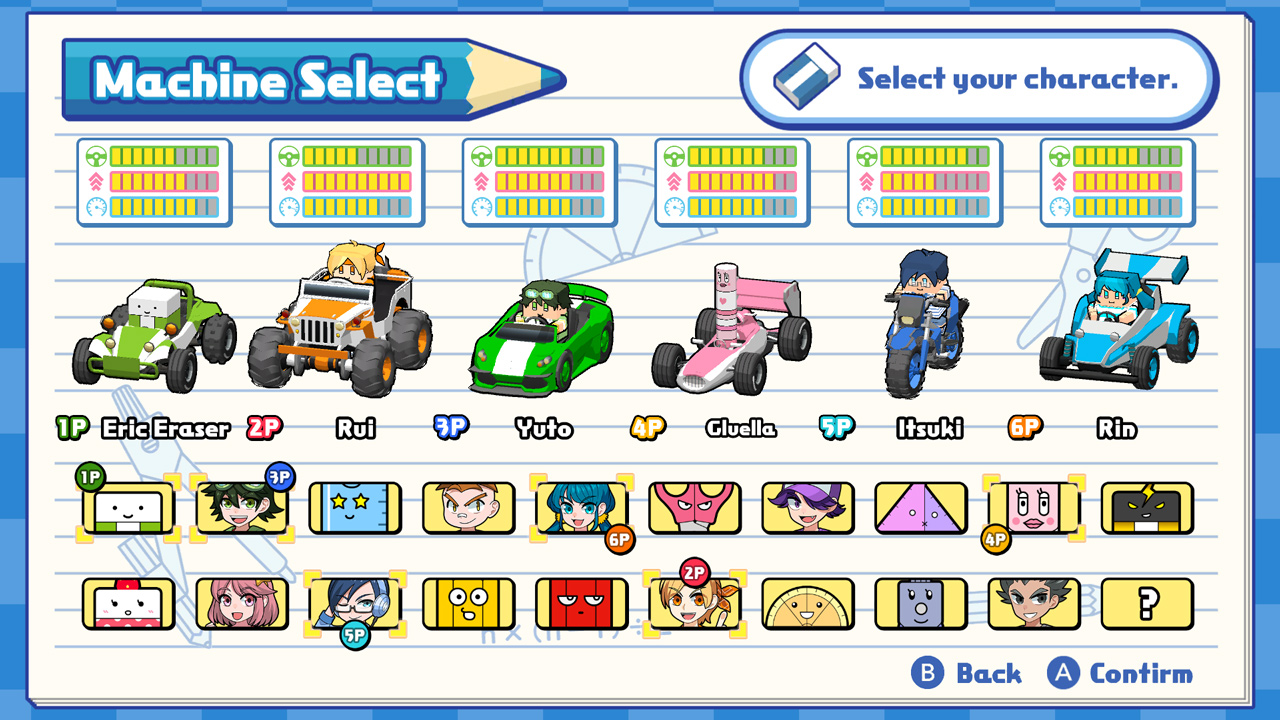 Machine Select
Select your character.
1P Eric Eraser 2P Rui 3P Yuto 4P Gluella 5P Itsuki 6P Rin
1P 3P 6P 4P
2P 5P ?
B Back A Confirm